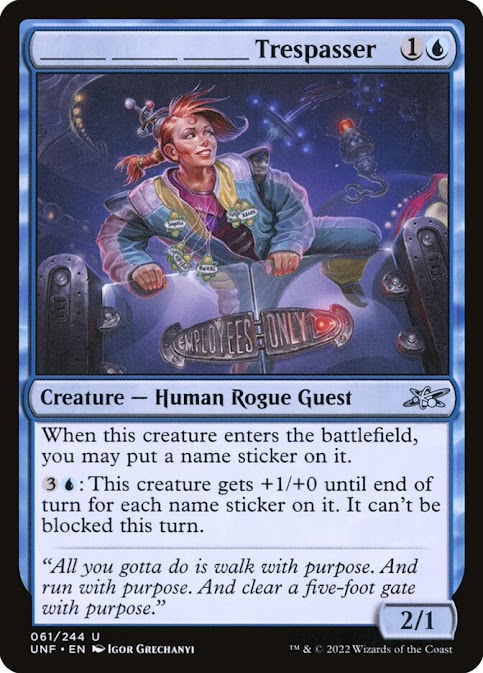 _____ _____ _____ Trespasser 1
EMPLOYEES ONLY
Creature — Human Rogue Guest
When this creature enters the battlefield,
you may put a name sticker on it.
3 : This creature gets +1/+0 until end of
turn for each name sticker on it. It can't be
blocked this turn.
“All you gotta do is walk with purpose. And
run with purpose. And clear a five-foot gate
with purpose.”
2/1
061/244 U
UNF • EN Igor Grechanyi
™ & © 2022 Wizards of the Coast